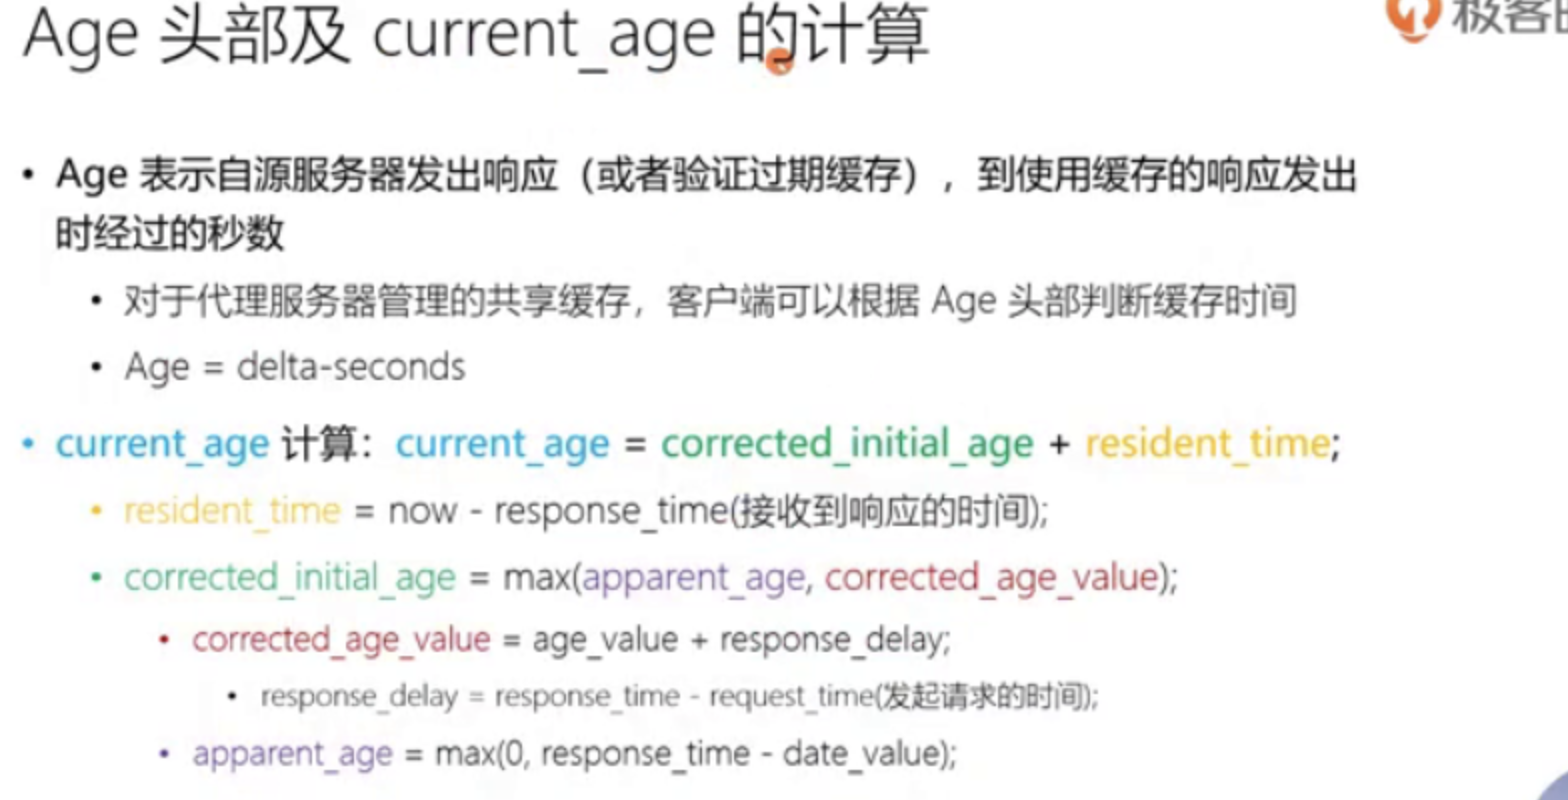 Age 头部及 current_age 的计算
极客
• Age 表示自源服务器发出响应（或者验证过期缓存），到使用缓存的响应发出
时经过的秒数
• 对于代理服务器管理的共享缓存，客户端可以根据 Age 头部判断缓存时间
• Age = delta-seconds
• current_age 计算：current_age = corrected_initial_age + resident_time;
• resident_time = now - response_time(接收到响应的时间);
• corrected_initial_age = max(apparent_age, corrected_age_value);
• corrected_age_value = age_value + response_delay;
• response_delay = response_time - request_time(发起请求的时间);
• apparent_age = max(0, response_time - date_value);